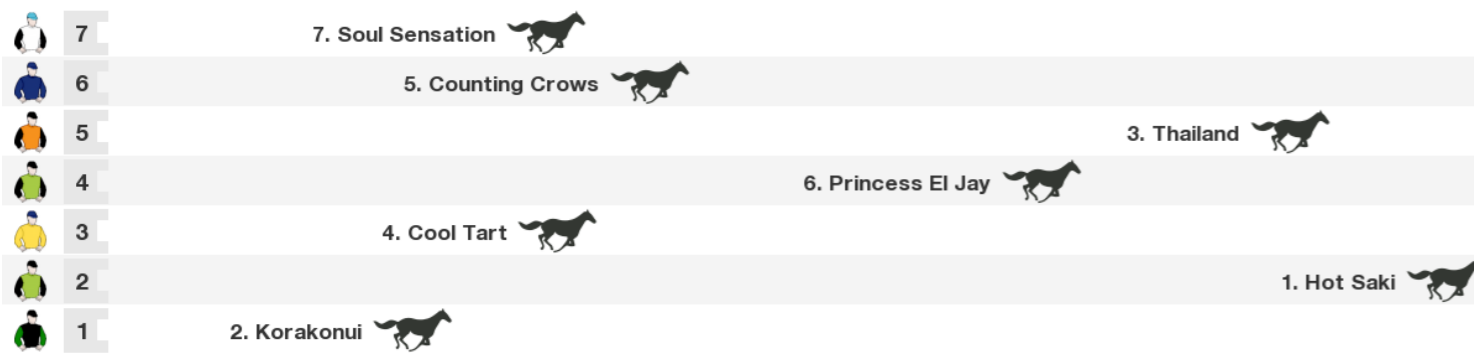 7 7. Soul Sensation
6 5. Counting Crows
5 3. Thailand
4 6. Princess El Jay
3 4. Cool Tart
2 1. Hot Saki
1 2. Korakonui